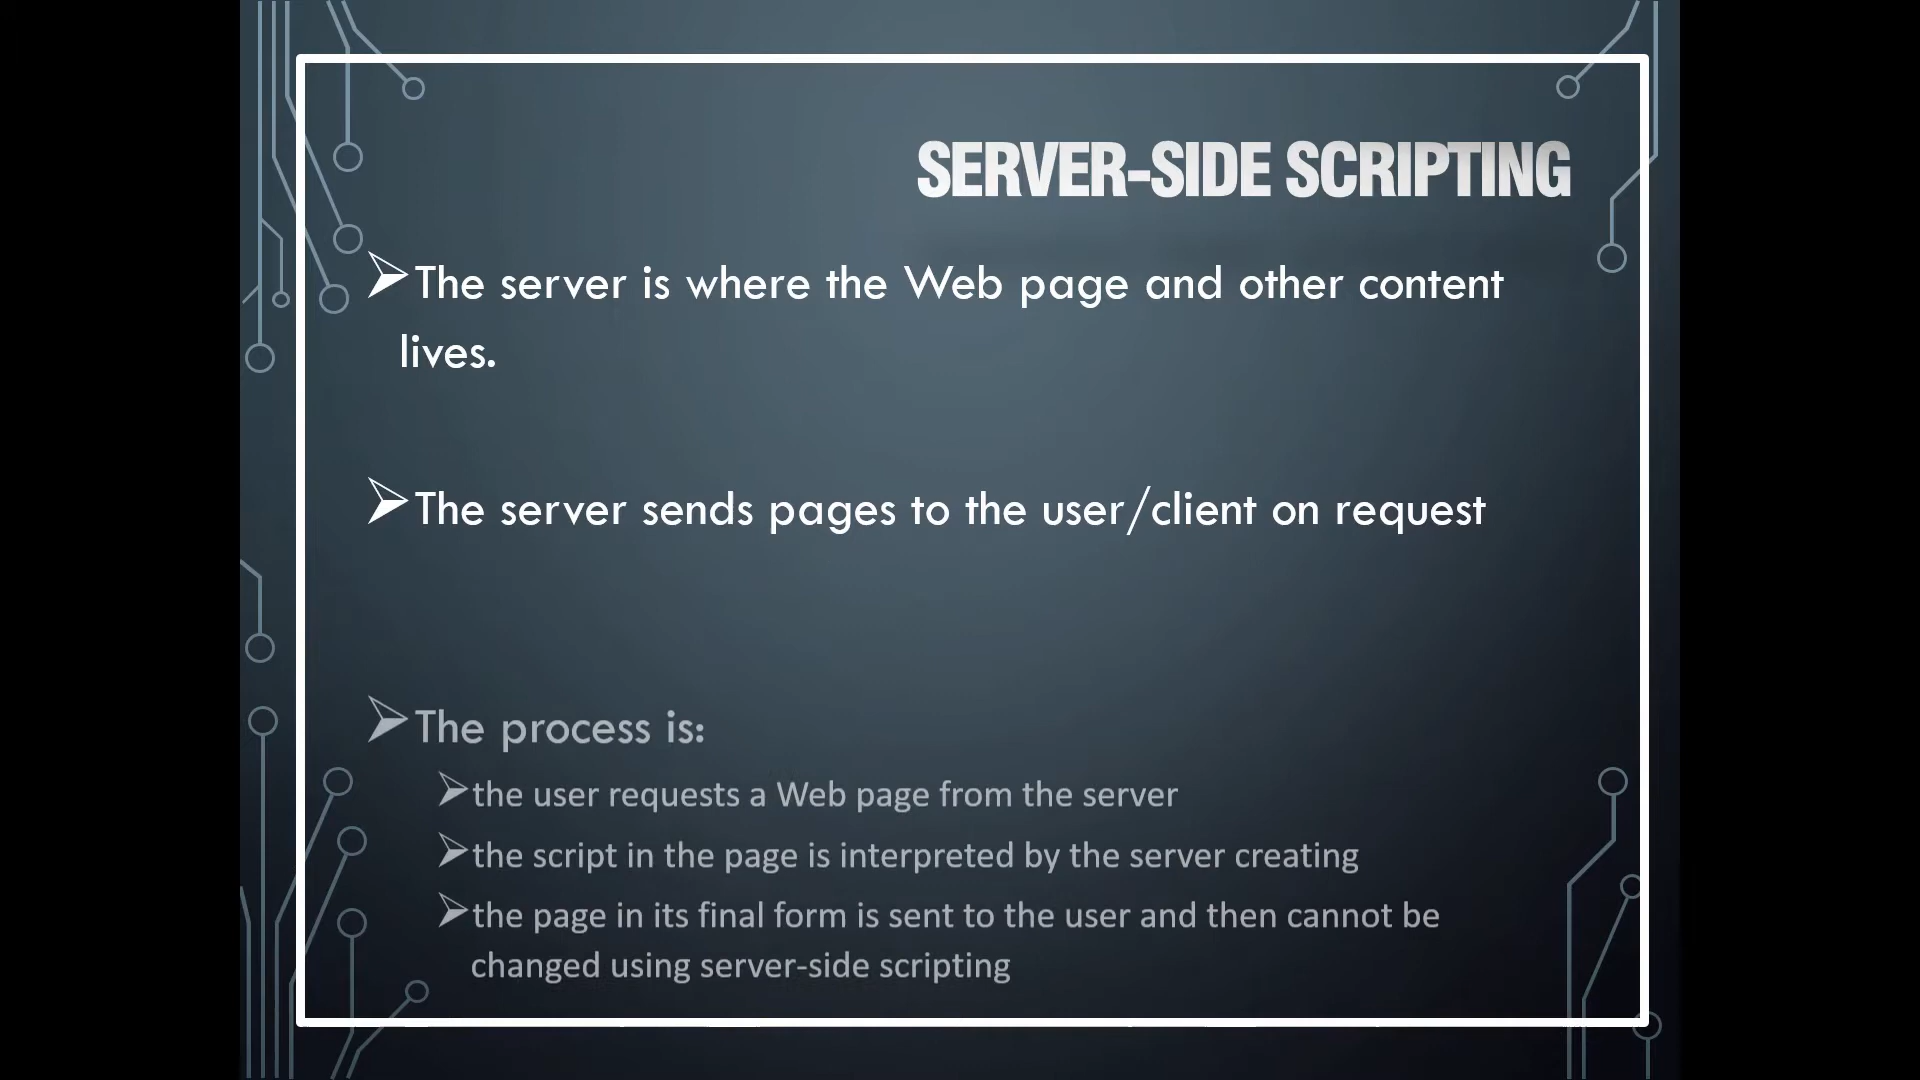 SERVER-SIDE SCRIPTING
The server is where the Web page and other content
lives.
The server sends pages to the user/client on request
The process is:
the user requests a Web page from the server
the script in the page is interpreted by the server creating
the page in its final form is sent to the user and then cannot be
changed using server-side scripting